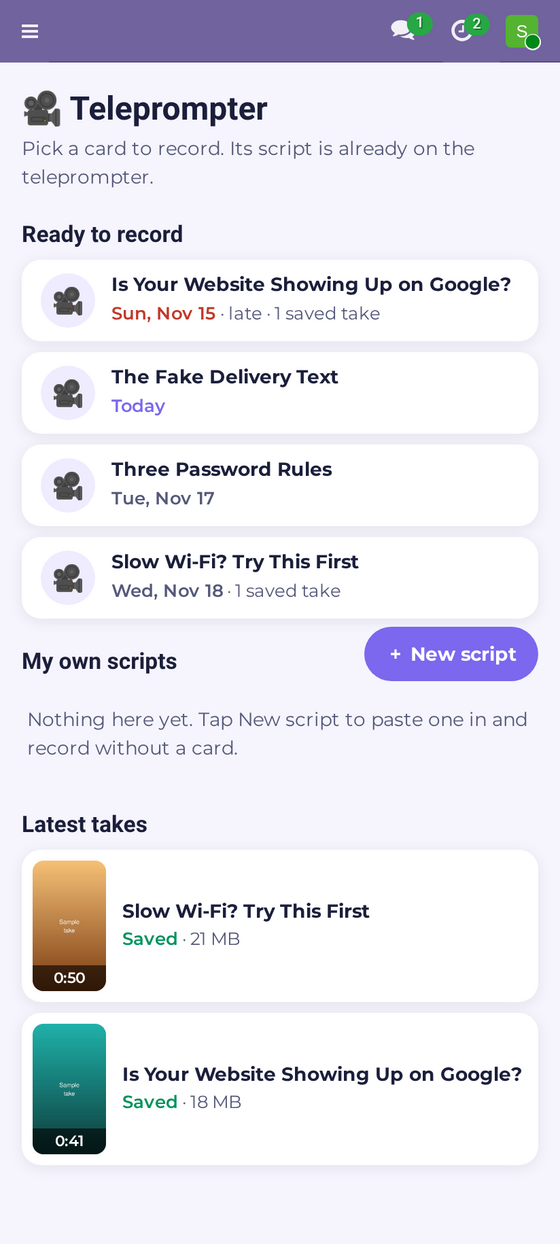 1
2
S
Teleprompter
Pick a card to record. Its script is already on the
teleprompter.
Ready to record
Is Your Website Showing Up on Google?
Sun, Nov 15 · late · 1 saved take
The Fake Delivery Text
Today
Three Password Rules
Tue, Nov 17
Slow Wi-Fi? Try This First
Wed, Nov 18 · 1 saved take
My own scripts
+ New script
Nothing here yet. Tap New script to paste one in and
record without a card.
Latest takes
Sample
take
0:50
Slow Wi-Fi? Try This First
Saved · 21 MB
Sample
take
0:41
Is Your Website Showing Up on Google?
Saved · 18 MB